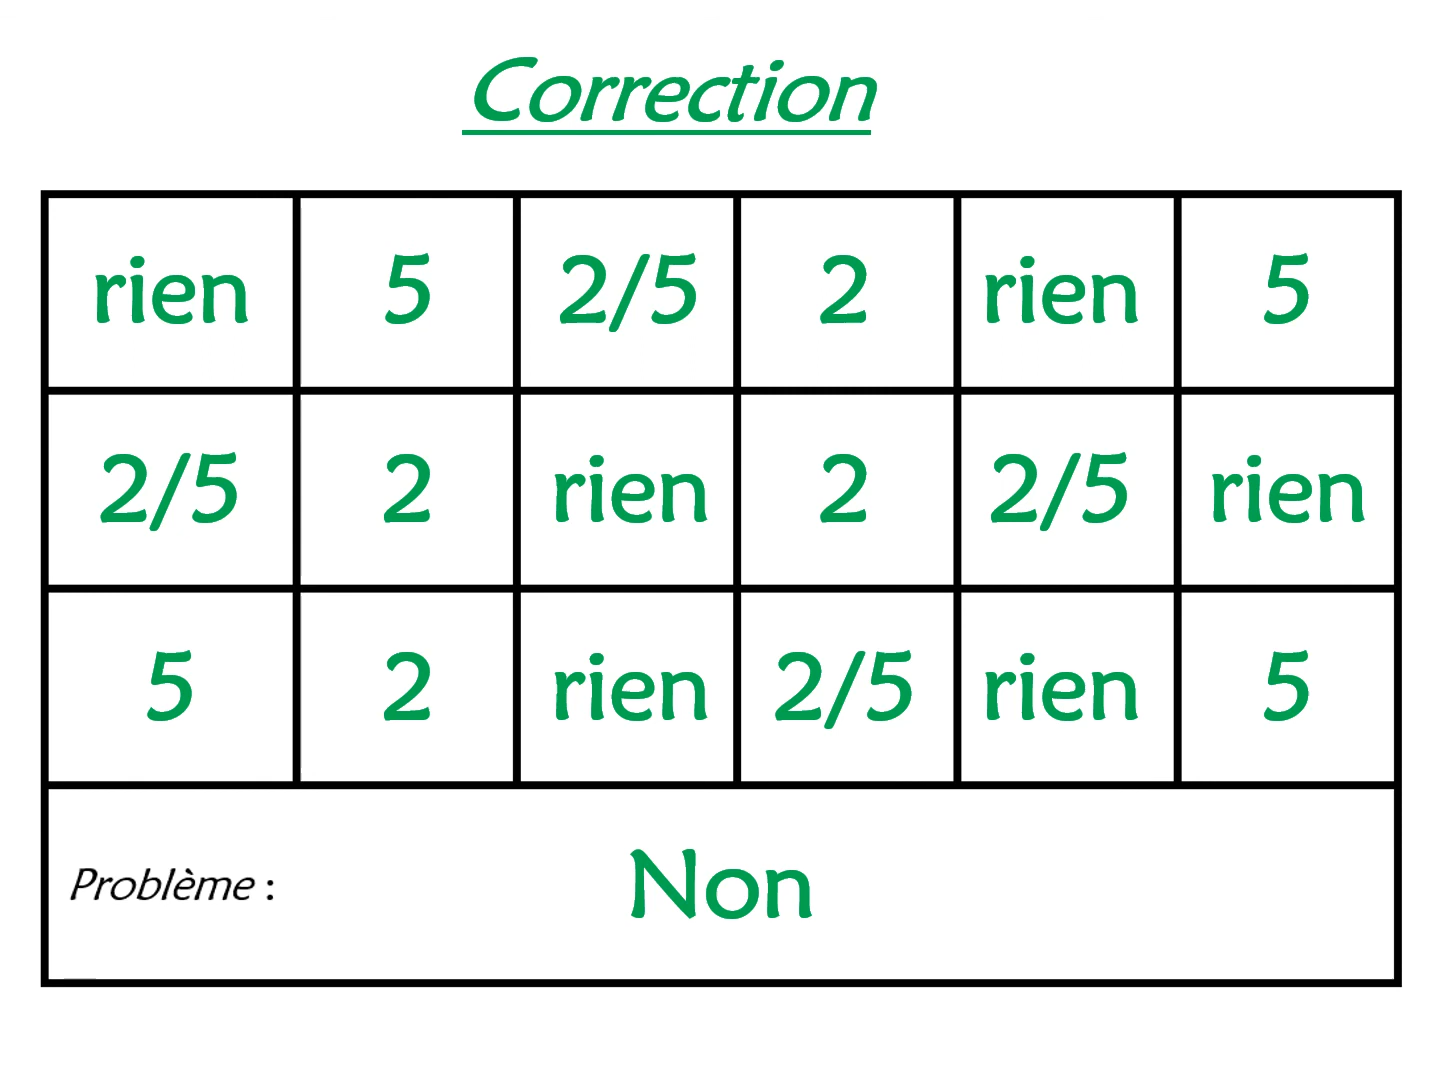 Correction
rien 5 2/5 2 rien 5
2/5 2 rien 2 2/5 rien
5 2 rien 2/5 rien 5
Problème : Non